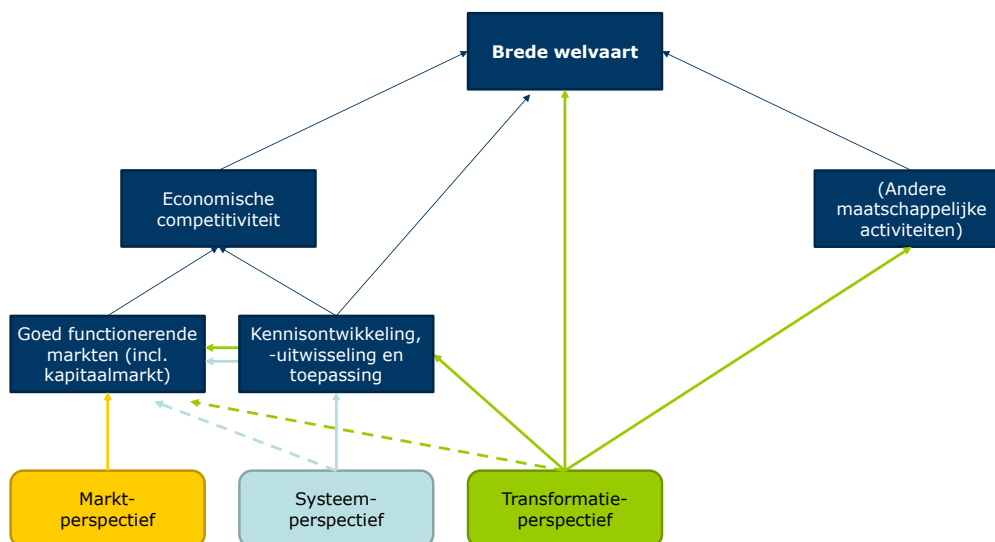 Brede welvaart
Economische
competitiviteit
(Andere
maatschappelijke
activiteiten)
Goed functionerende
markten (incl.
kapitaalmarkt)
Kennisontwikkeling,
-uitwisseling en
toepassing
Markt-
perspectief
Systeem-
perspectief
Transformatie-
perspectief